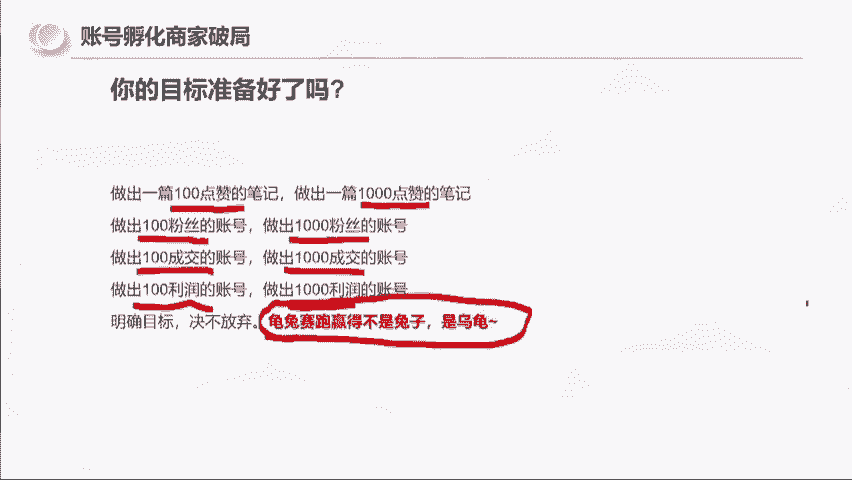 账号孵化商家破局
你的目标准备好了吗?
做出一篇100点赞的笔记，做出一篇1000点赞的笔记
做出100粉丝的账号，做出1000粉丝的账号
做出100成交的账号，做出1000成交的账号
做出100利润的账号，做出1000利润的账号
明确目标，决不放弃。龟兔赛跑赢得不是兔子，是乌龟~